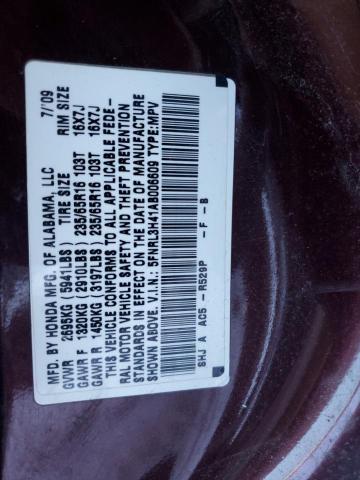 MFD. BY HONDA MFG. OF ALABAMA, LLC 7/'09
GVWR 2695KG(5941LBS) TIRE SIZE RIM SIZE
GAWR F 1320KG(2910LBS)235/65R16 103T 16X7J
GAWR R 1450KG(3197LBS)235/65R16 103T 16X7J
THIS VEHICLE CONFORMS TO ALL APPLICABLE FEDE-
RAL MOTOR VEHICLE SAFETY AND THEFT PREVENTION
STANDARDS IN EFFECT ON THE DATE OF MANUFACTURE
SHOWN ABOVE. V.I.N.: 5FNRL3H41AB006609 TYPE:MPV
SHJ A AC5 - R529P - F - B